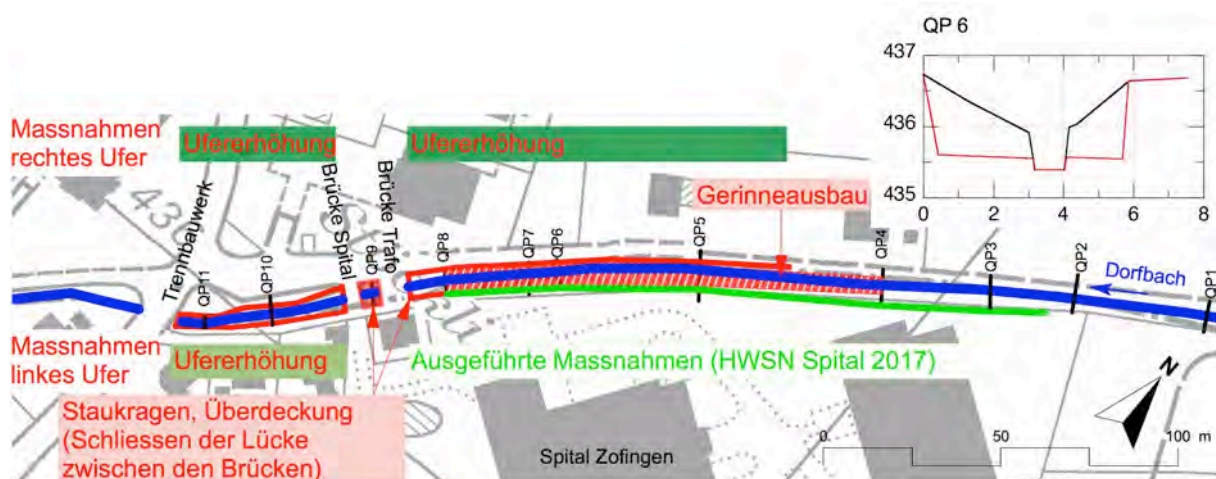 QP 6
437
436
435
0 2 4 6 8
Massnahmen
rechtes Ufer
Ufererhöhung
Ufererhöhung
Gerinneausbau
Trennbauwerk
QP11
QP10
Brücke Spital
QP9
Brücke Trafo
QP8
QP7
QP6
QP5
QP4
QP3
QP2
QP1
Dorfbach
Massnahmen
linkes Ufer
Ufererhöhung
Ausgeführte Massnahmen (HWSN Spital 2017)
Staukragen, Überdeckung
(Schliessen der Lücke
zwischen den Brücken)
Spital Zofingen
N
0 50 100 m